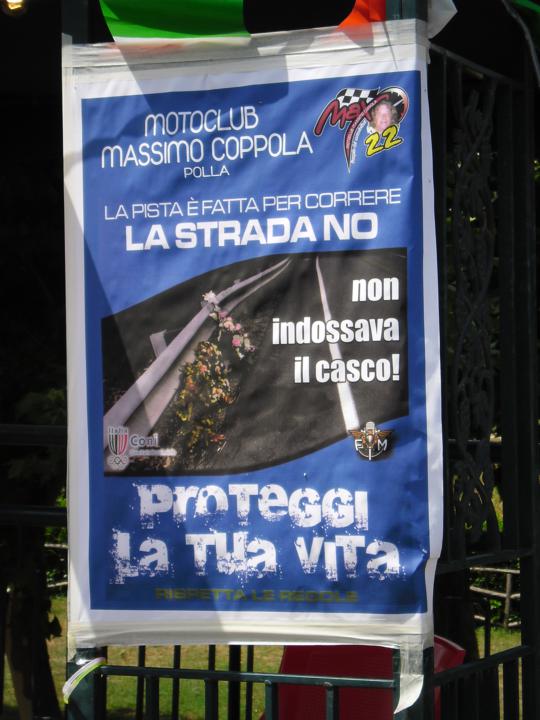 MOTOCLUB
MASSIMO COPPOLA
POLLA
Max
22
LA PISTA È FATTA PER CORRERE
LA STRADA NO
non
indossava
il casco!
Italia
Coni
F M
PROTEGGI
LA TUA VITA
RISPETTA LE REGOLE